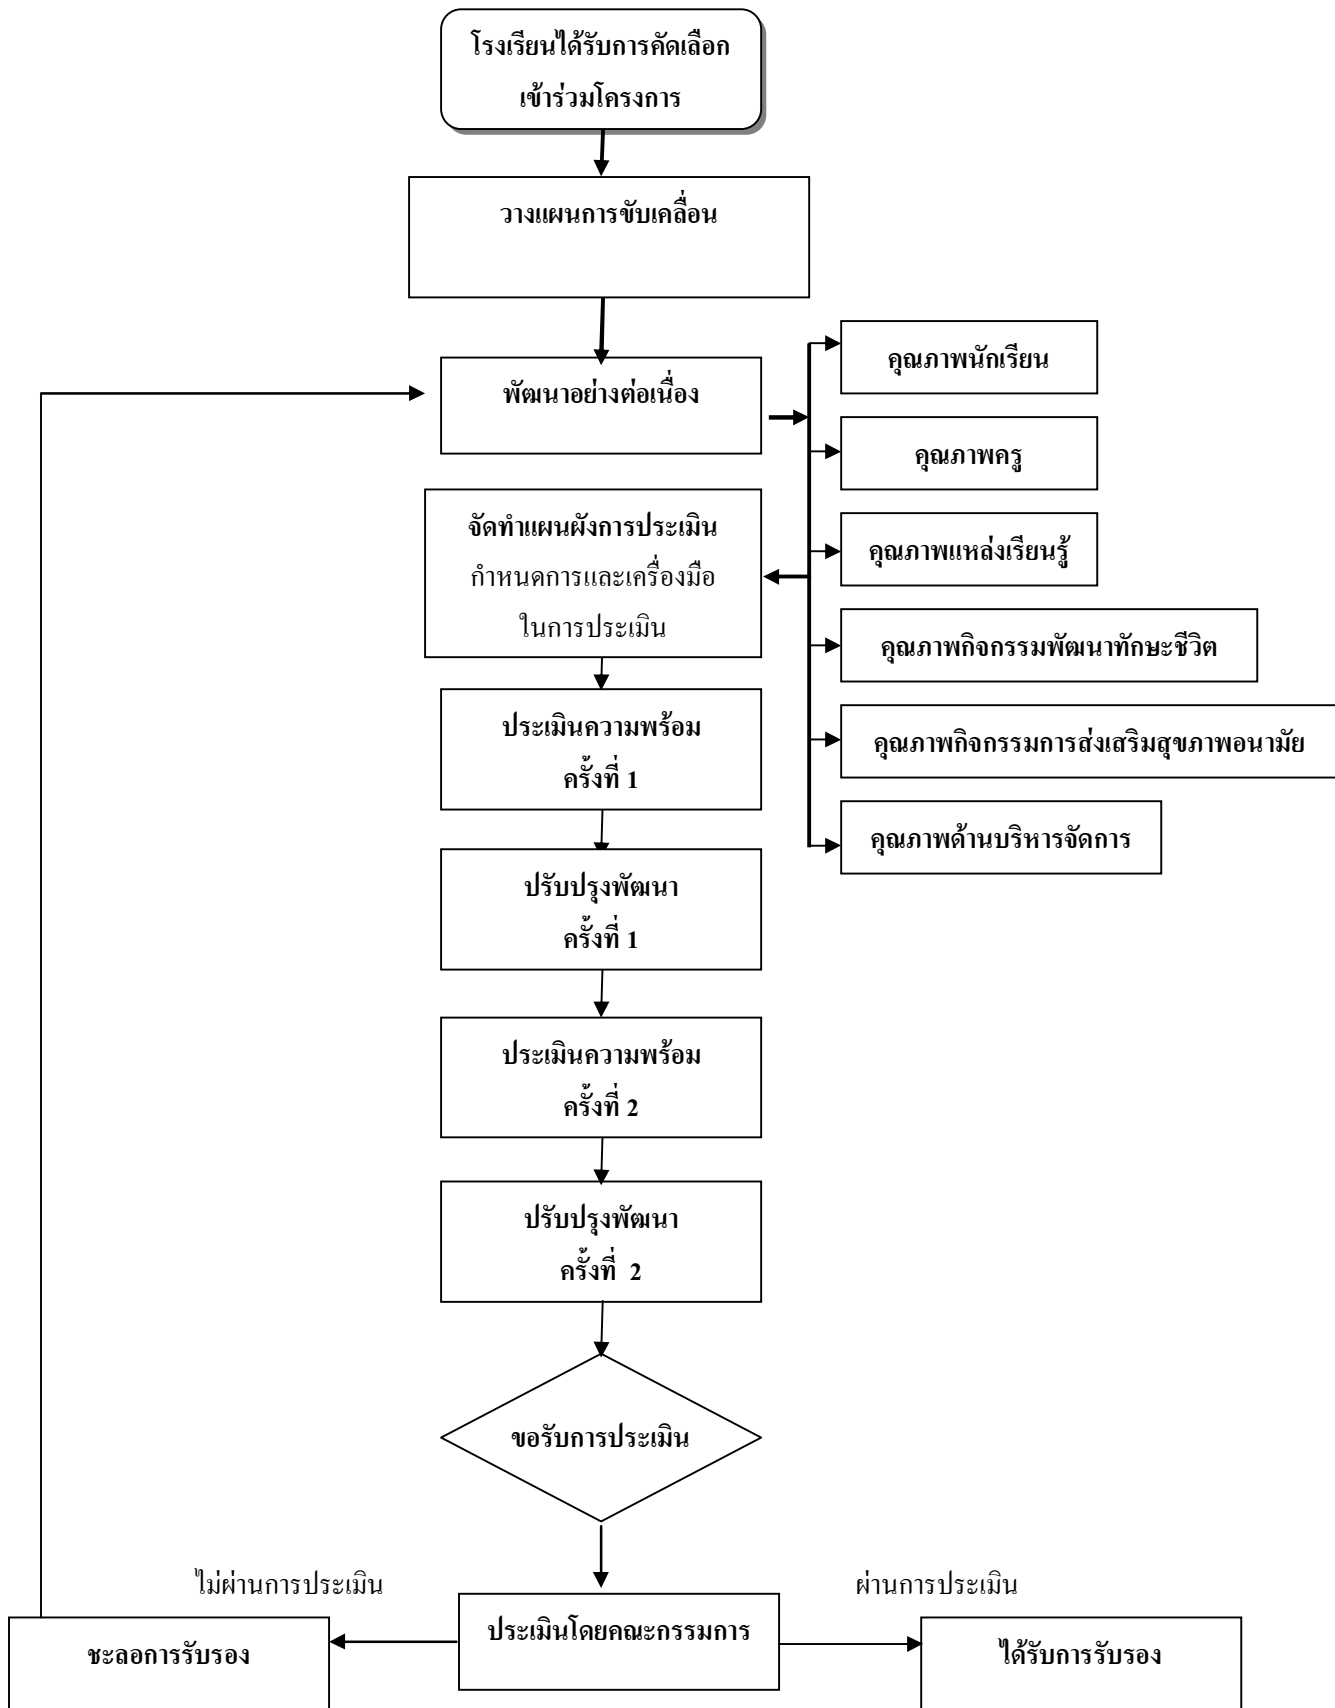 โรงเรียนได้รับการคัดเลือก
เข้าร่วมโครงการ
วางแผนการขับเคลื่อน
พัฒนาอย่างต่อเนื่อง
คุณภาพนักเรียน
คุณภาพครู
คุณภาพแหล่งเรียนรู้
คุณภาพกิจกรรมพัฒนาทักษะชีวิต
คุณภาพกิจกรรมการส่งเสริมสุขภาพอนามัย
คุณภาพด้านบริหารจัดการ
จัดทำแผนผังการประเมิน
กำหนดการและเครื่องมือ
ในการประเมิน
ประเมินความพร้อม
ครั้งที่ 1
ปรับปรุงพัฒนา
ครั้งที่ 1
ประเมินความพร้อม
ครั้งที่ 2
ปรับปรุงพัฒนา
ครั้งที่ 2
ขอรับการประเมิน
ไม่ผ่านการประเมิน
ผ่านการประเมิน
ประเมินโดยคณะกรรมการ
ชะลอการรับรอง
ได้รับการรับรอง